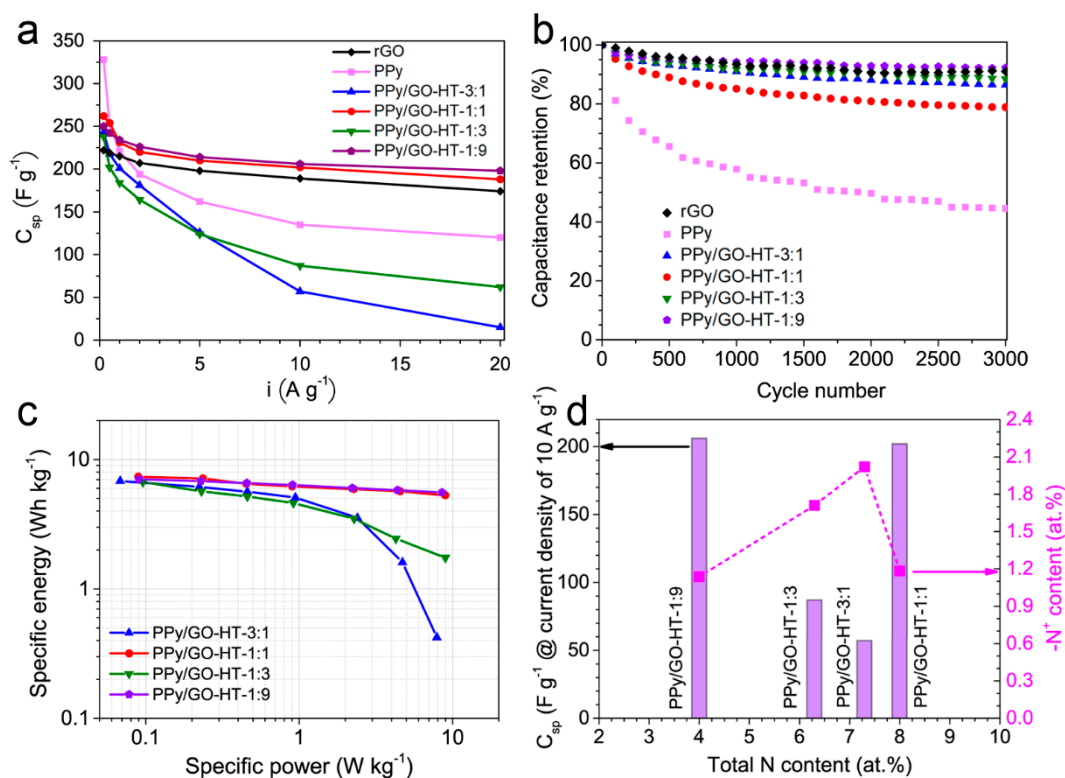 a
350
300
250
200
150
100
50
0
0
5
10
15
20
C_sp (F g⁻¹)
i (A g⁻¹)
rGO
PPy
PPy/GO-HT-3:1
PPy/GO-HT-1:1
PPy/GO-HT-1:3
PPy/GO-HT-1:9
b
100
80
60
40
20
0
0
500
1000
1500
2000
2500
3000
Capacitance retention (%)
Cycle number
rGO
PPy
PPy/GO-HT-3:1
PPy/GO-HT-1:1
PPy/GO-HT-1:3
PPy/GO-HT-1:9
c
10
1
0.1
0.1
1
10
Specific energy (Wh kg⁻¹)
Specific power (W kg⁻¹)
PPy/GO-HT-3:1
PPy/GO-HT-1:1
PPy/GO-HT-1:3
PPy/GO-HT-1:9
d
200
150
100
50
0
2
3
4
5
6
7
8
9
10
2.4
2.1
1.8
1.5
1.2
0.9
0.6
0.3
0.0
C_sp (F g⁻¹) @ current density of 10 A g⁻¹)
Total N content (at.%)
-N⁺ content (at.%)
PPy/GO-HT-1:9
PPy/GO-HT-1:3
PPy/GO-HT-3:1
PPy/GO-HT-1:1